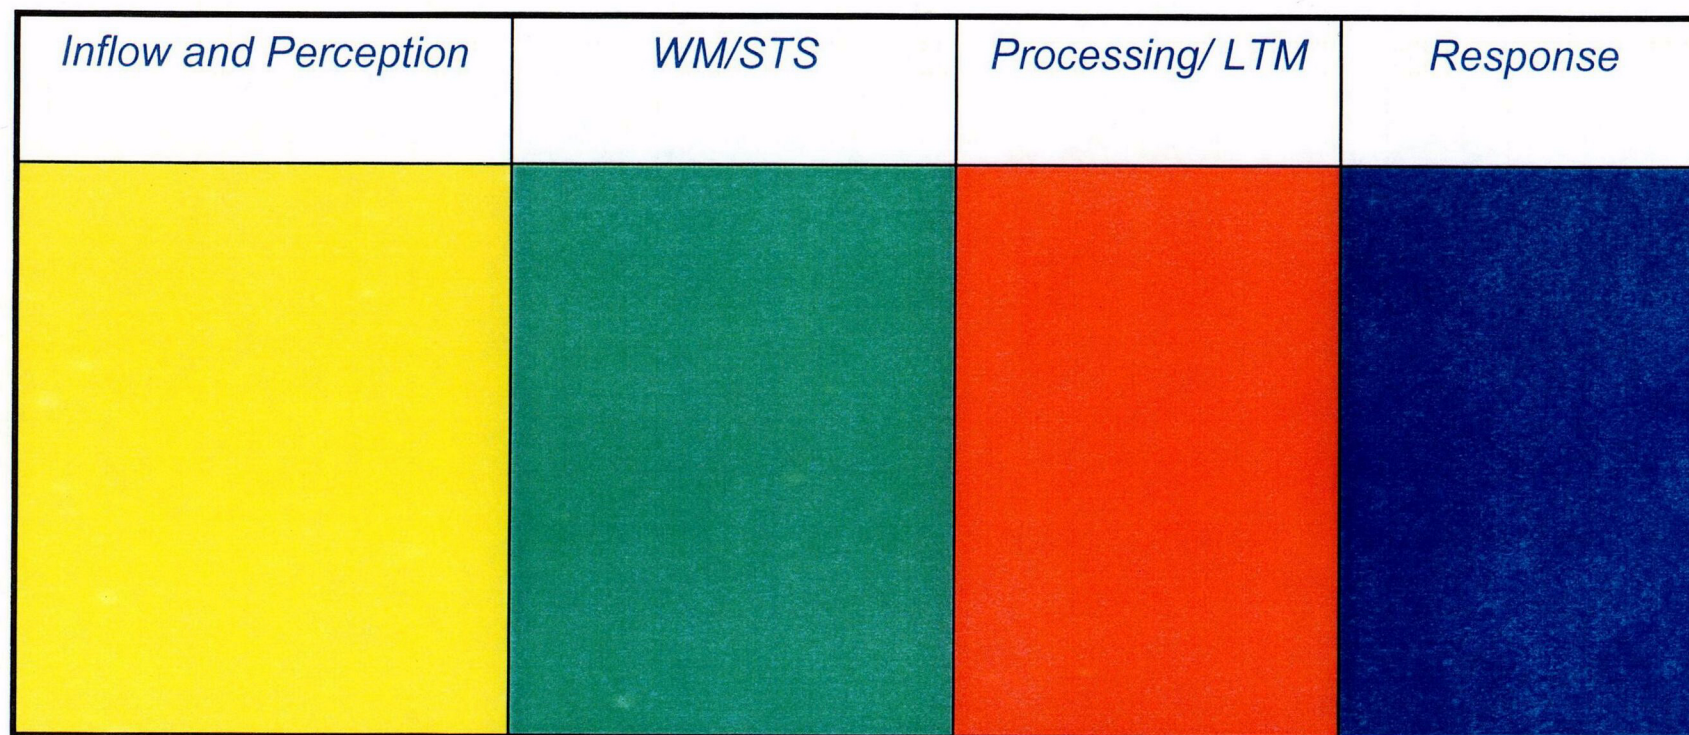 Inflow and Perception
WM/STS
Processing/ LTM
Response